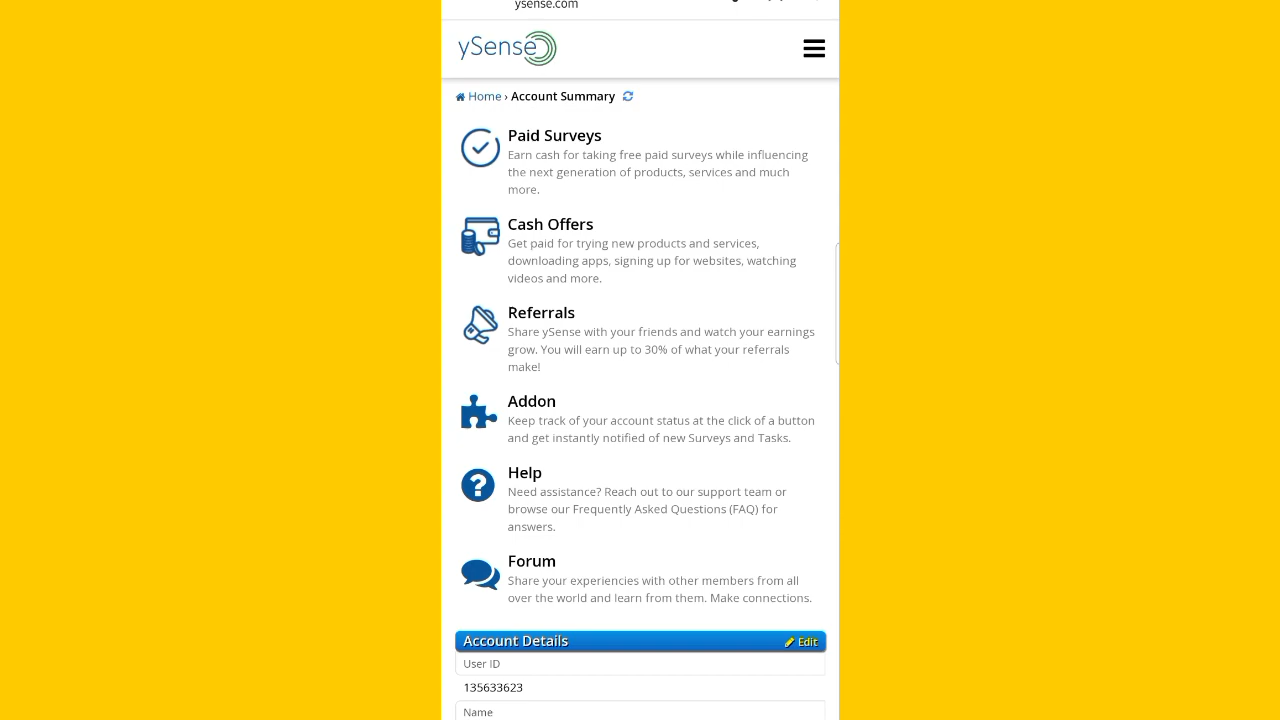 ysense.com
ySense
Home › Account Summary
Paid Surveys
Earn cash for taking free paid surveys while influencing
the next generation of products, services and much
more.
Cash Offers
Get paid for trying new products and services,
downloading apps, signing up for websites, watching
videos and more.
Referrals
Share ySense with your friends and watch your earnings
grow. You will earn up to 30% of what your referrals
make!
Addon
Keep track of your account status at the click of a button
and get instantly notified of new Surveys and Tasks.
Help
Need assistance? Reach out to our support team or
browse our Frequently Asked Questions (FAQ) for
answers.
Forum
Share your experiencies with other members from all
over the world and learn from them. Make connections.
Account Details
Edit
User ID
135633623
Name